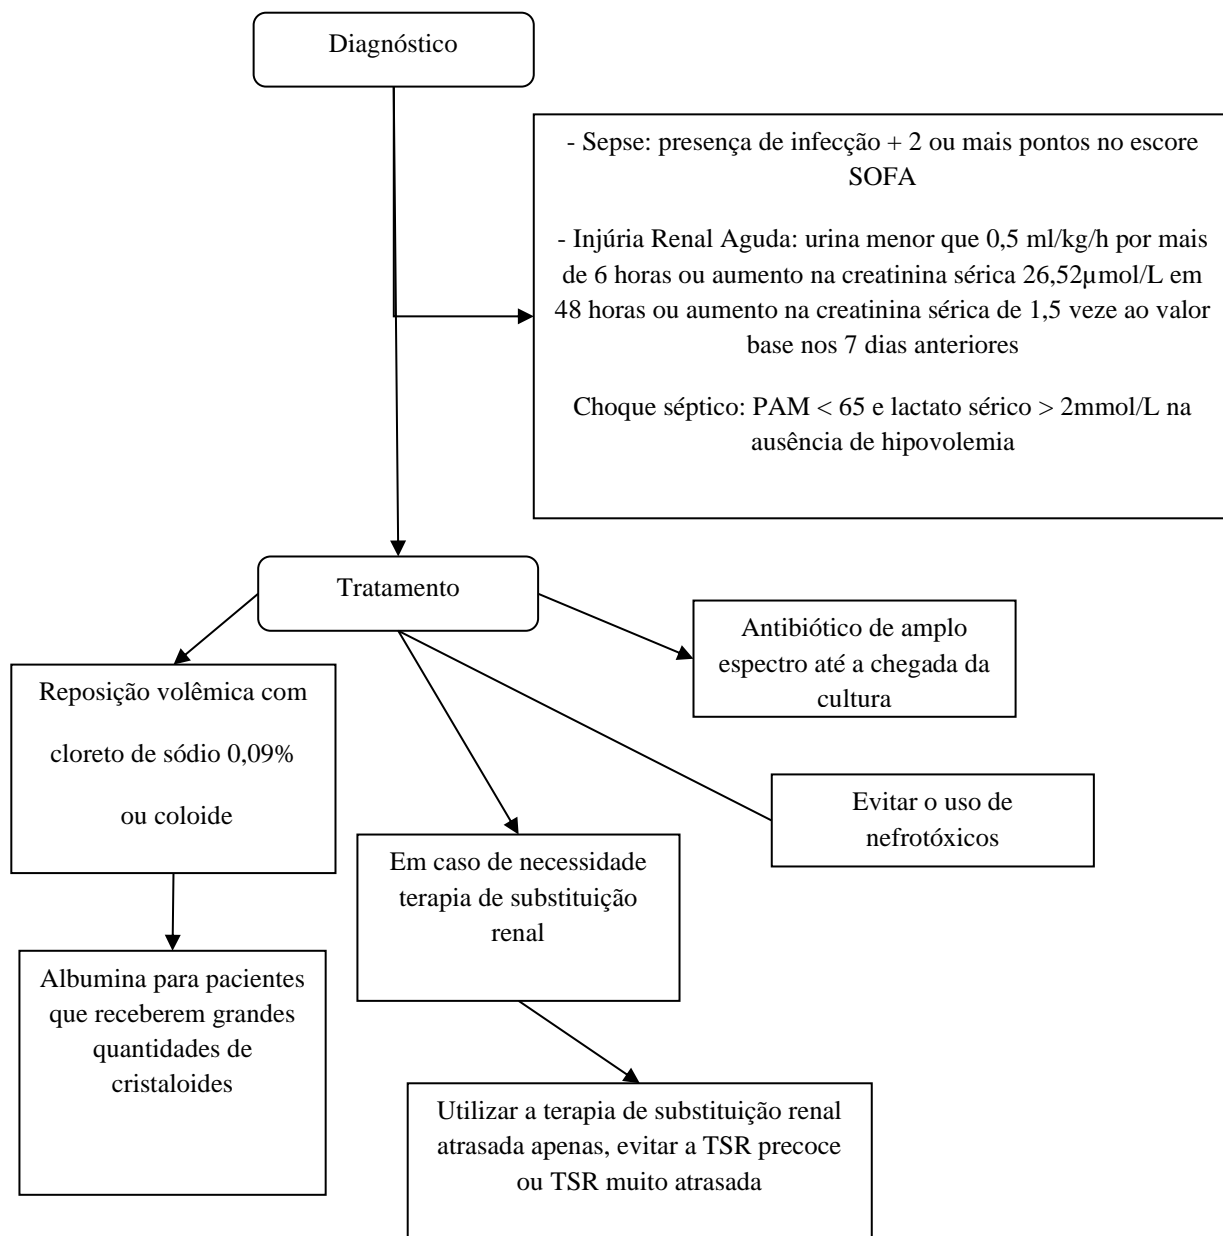 Diagnóstico
- Sepse: presença de infecção + 2 ou mais pontos no escore
SOFA
- Injúria Renal Aguda: urina menor que 0,5 ml/kg/h por mais
de 6 horas ou aumento na creatinina sérica 26,52µmol/L em
48 horas ou aumento na creatinina sérica de 1,5 veze ao valor
base nos 7 dias anteriores
Choque séptico: PAM < 65 e lactato sérico > 2mmol/L na
ausência de hipovolemia
Tratamento
Antibiótico de amplo
espectro até a chegada da
cultura
Reposição volêmica com
cloreto de sódio 0,09%
ou coloide
Evitar o uso de
nefrotóxicos
Em caso de necessidade
terapia de substituição
renal
Albumina para pacientes
que receberem grandes
quantidades de
cristaloides
Utilizar a terapia de substituição renal
atrasada apenas, evitar a TSR precoce
ou TSR muito atrasada